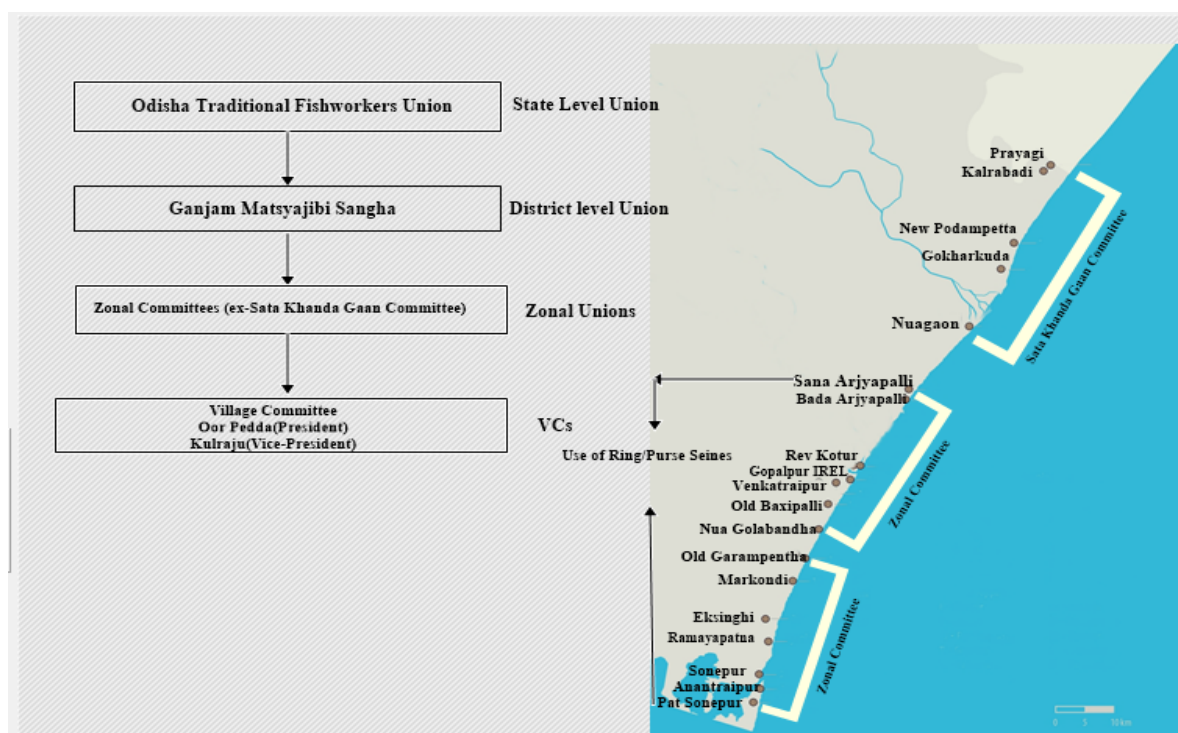 Odisha Traditional Fishworkers Union
State Level Union
Ganjam Matsyajibi Sangha
District level Union
Zonal Committees (ex-Sata Khanda Gaan Committee)
Zonal Unions
Village Committee
Oor Pedda(President)
Kulraju(Vice-President)
VCs
Use of Ring/Purse Seines
Prayagi
Kalrabadi
New Podampetta
Gokharkuda
Nuagaon
Sana Arjyapalli
Bada Arjyapalli
Rev Kotur
Gopalpur IREL
Venkatraipur
Old Baxipalli
Nua Golabandha
Old Garampentha
Markondi
Eksinghi
Ramayapatna
Sonepur
Anantraipur
Pat Sonepur
Sata Khanda Gaan Committee
Zonal Committee
Zonal Committee
0 5 10 km